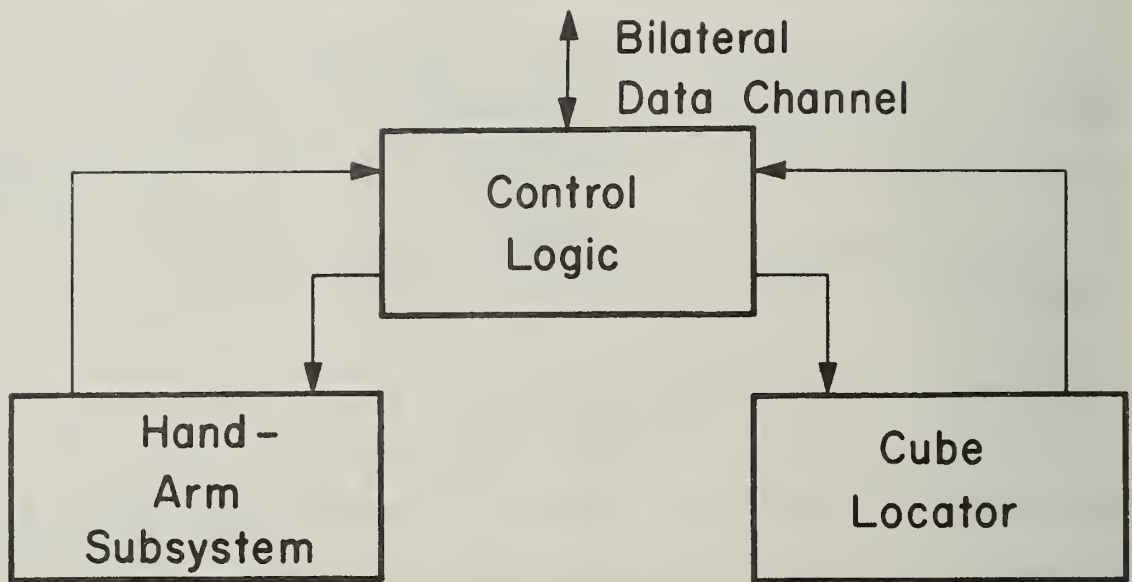 Bilateral
Data Channel
Control
Logic
Hand-
Arm
Subsystem
Cube
Locator